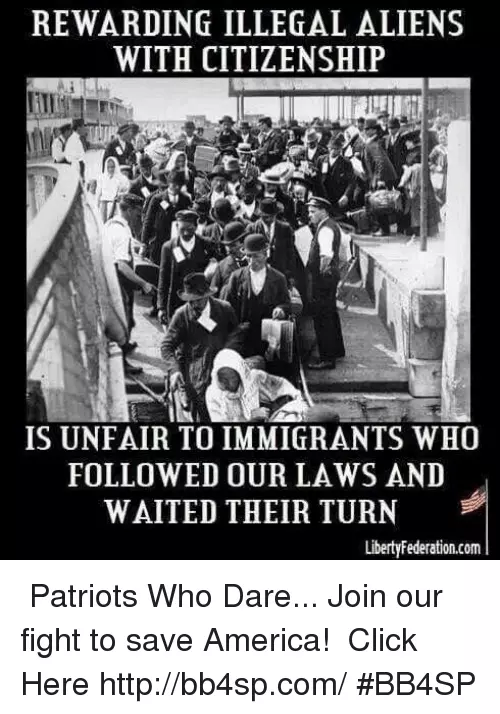 REWARDING ILLEGAL ALIENS
WITH CITIZENSHIP
IS UNFAIR TO IMMIGRANTS WHO
FOLLOWED OUR LAWS AND
WAITED THEIR TURN
LibertyFederation.com
Patriots Who Dare... Join our
fight to save America! Click
Here http://bb4sp.com/ #BB4SP